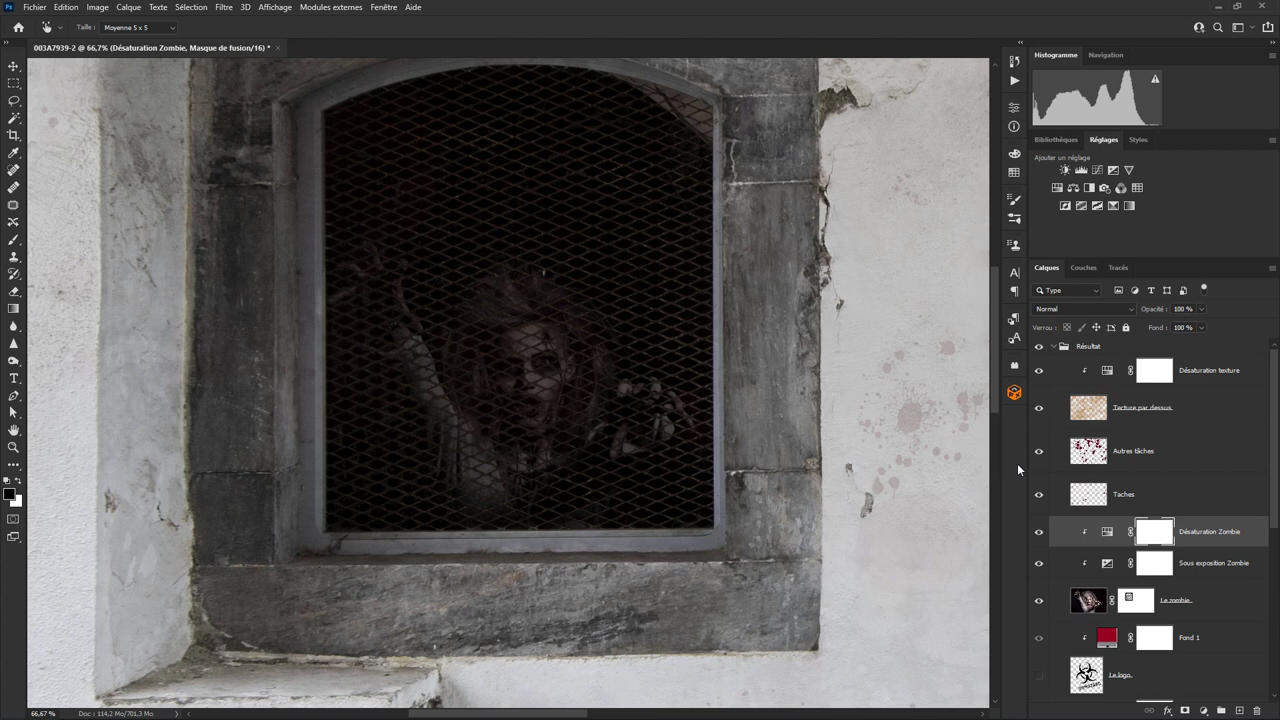 Fichier Edition Image Calque Texte Sélection Filtre 3D Affichage Modules externes Fenêtre Aide
Taille : Moyenne 5 x 5
003A7939-2 @ 66,7% (Désaturation Zombie, Masque de fusion/16) *
Histogramme Navigation
Bibliothèques Réglages Styles
Ajouter un réglage
Calques Couches Tracés
Type
Normal Opacité : 100 %
Verrou : Fond : 100 %
Résultat
Désaturation texture
Texture par dessus
Autres tâches
Taches
Désaturation Zombie
Sous exposition Zombie
Le zombie
Fond 1
Le logo
66,67 % Doc : 114,2 Mo/701,3 Mo